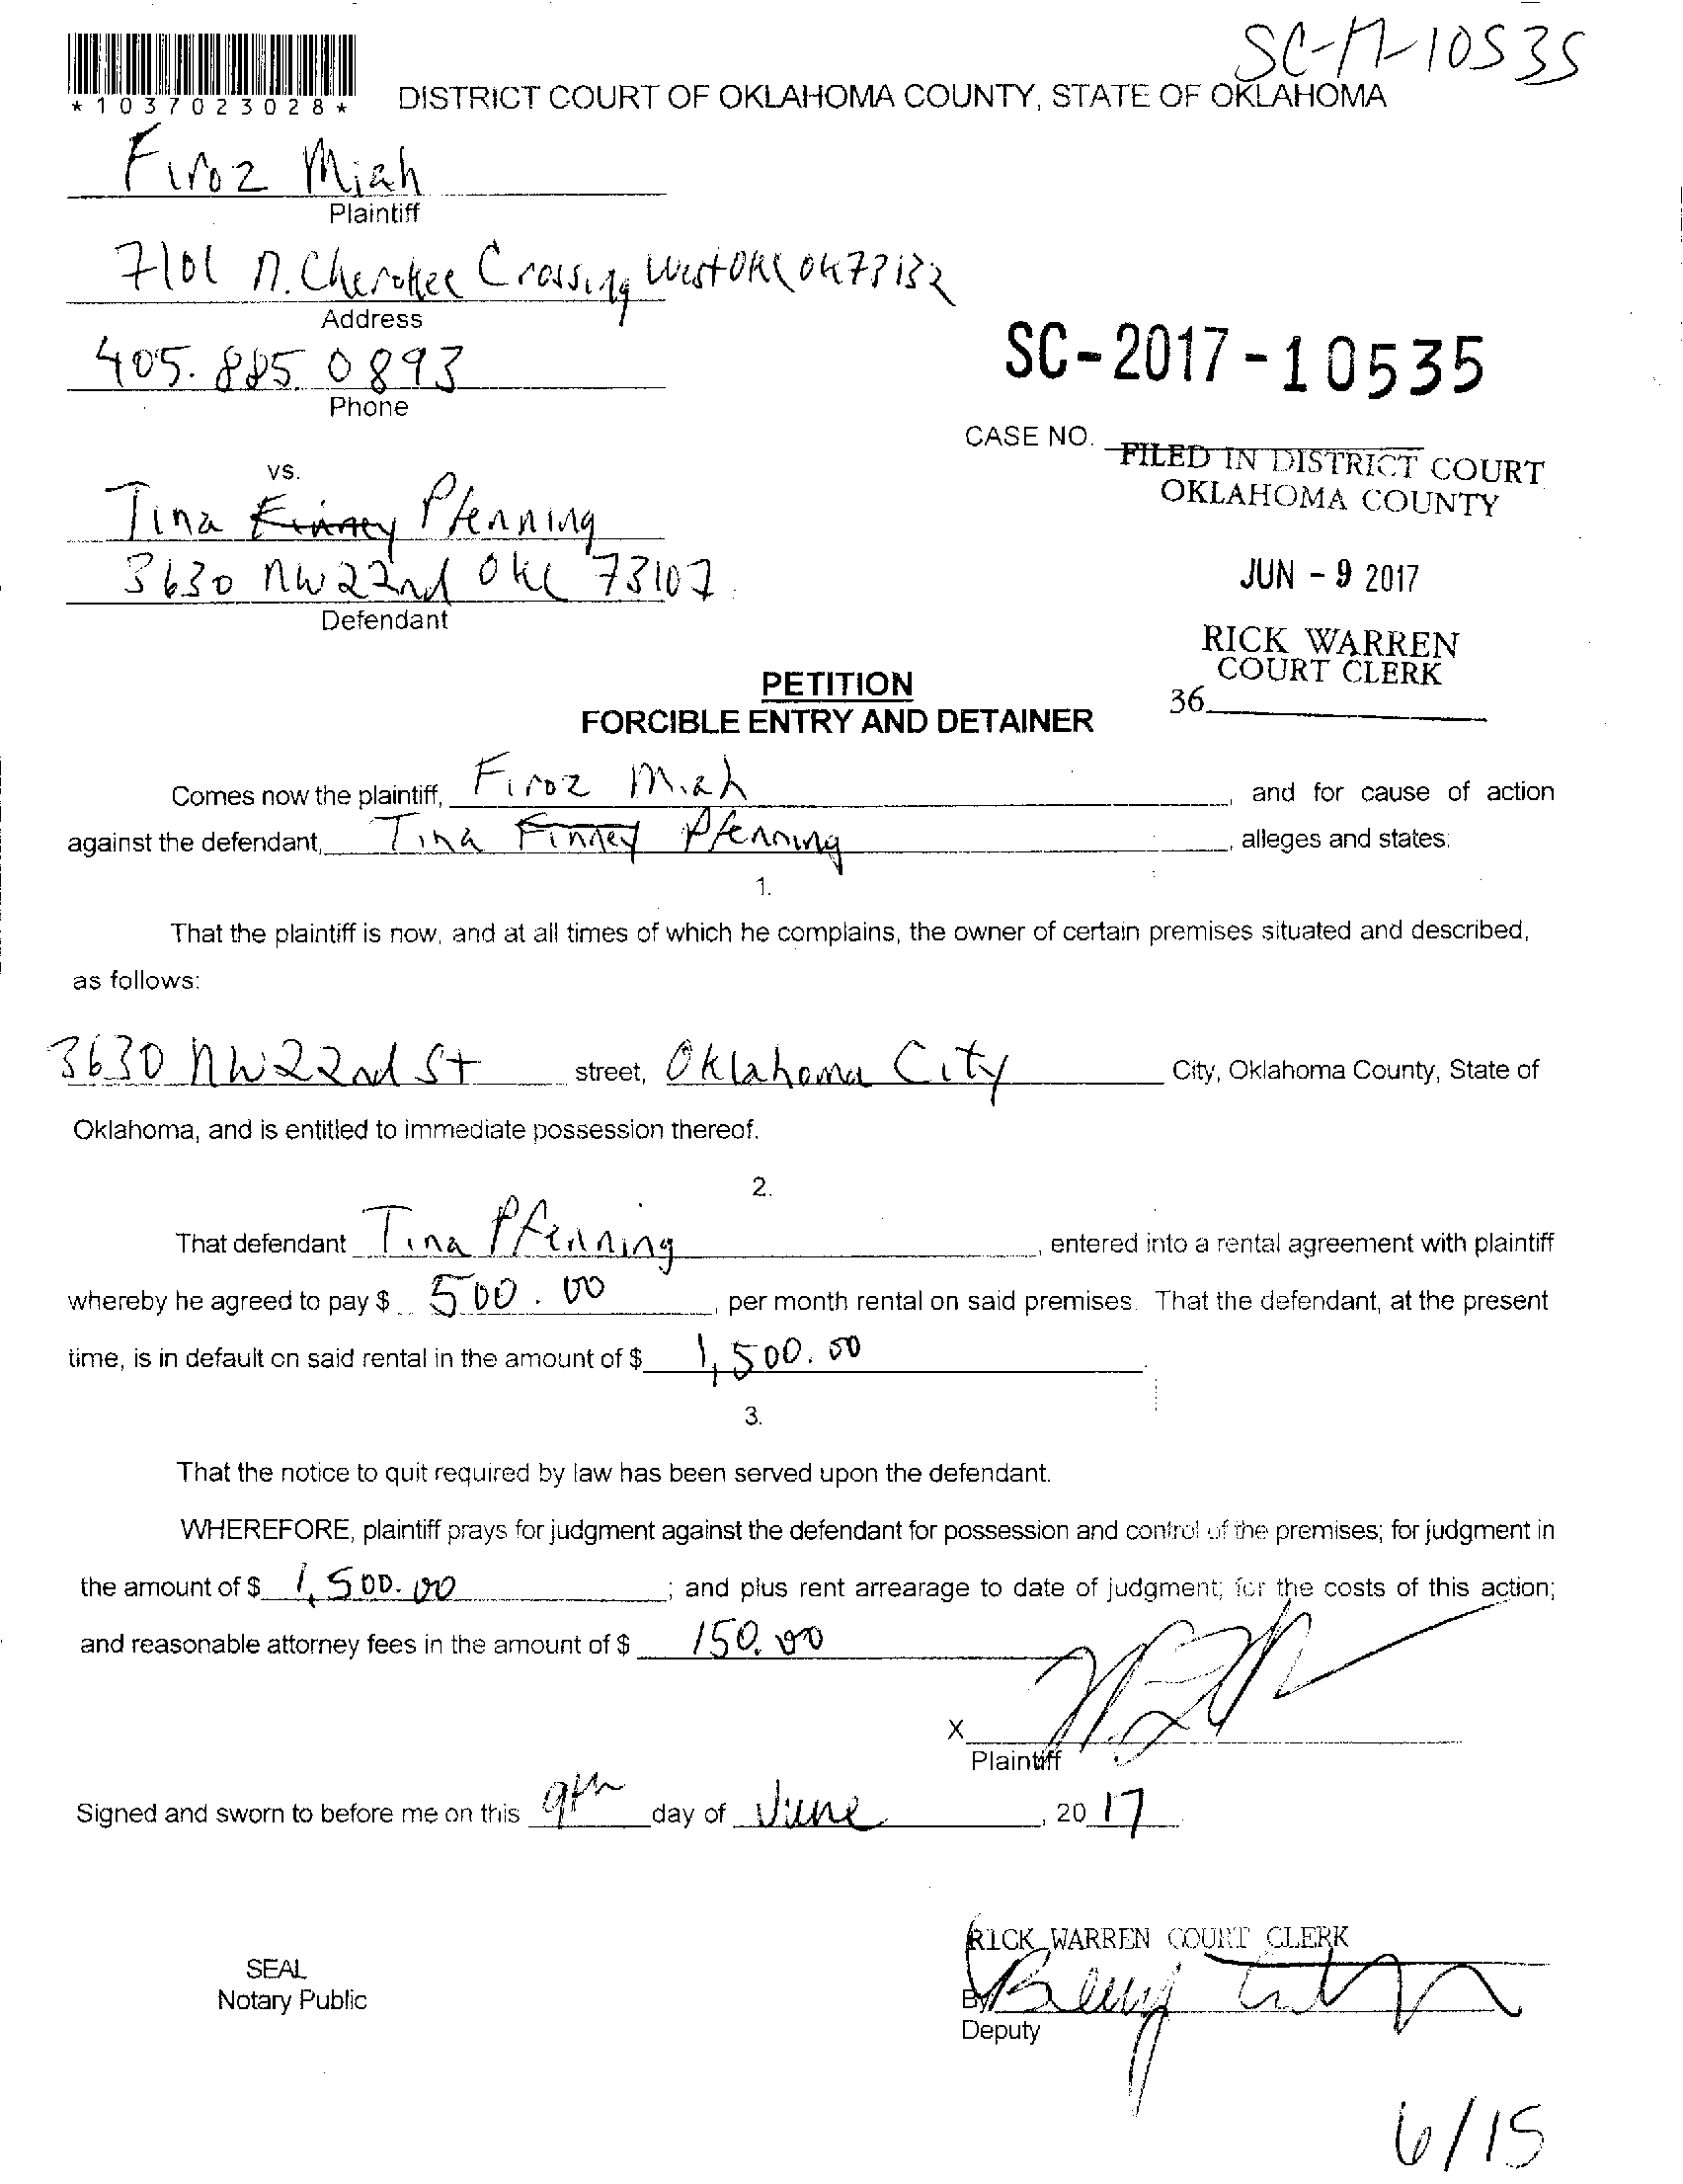 SC-17-10535
*1037023028*
DISTRICT COURT OF OKLAHOMA COUNTY, STATE OF OKLAHOMA
Firoz Miah
Plaintiff
7101 N. Cherokee Crossing West OKC OK 73132
Address
405. 885. 0893
Phone
SC-2017-10535
CASE NO.
FILED IN DISTRICT COURT
OKLAHOMA COUNTY
vs.
Tina Finney Pfenning
3630 NW 22nd OKC 73107
Defendant
JUN - 9 2017
RICK WARREN
COURT CLERK
36
PETITION
FORCIBLE ENTRY AND DETAINER
Comes now the plaintiff, Firoz Miah, and for cause of action
against the defendant, Tina Finney Pfenning, alleges and states:
1.
That the plaintiff is now, and at all times of which he complains, the owner of certain premises situated and described,
as follows:
3630 NW 22nd St street, Oklahoma City City, Oklahoma County, State of
Oklahoma, and is entitled to immediate possession thereof.
2.
That defendant Tina Pfenning, entered into a rental agreement with plaintiff
whereby he agreed to pay $ 500.00, per month rental on said premises. That the defendant, at the present
time, is in default on said rental in the amount of $ 1,500.00.
3.
That the notice to quit required by law has been served upon the defendant.
WHEREFORE, plaintiff prays for judgment against the defendant for possession and control of the premises; for judgment in
the amount of $ 1,500.00; and plus rent arrearage to date of judgment; for the costs of this action;
and reasonable attorney fees in the amount of $ 150.00
X
Plaintiff
Signed and sworn to before me on this 9th day of June, 20 17
RICK WARREN COURT CLERK
SEAL
Notary Public
By
Deputy
6/15